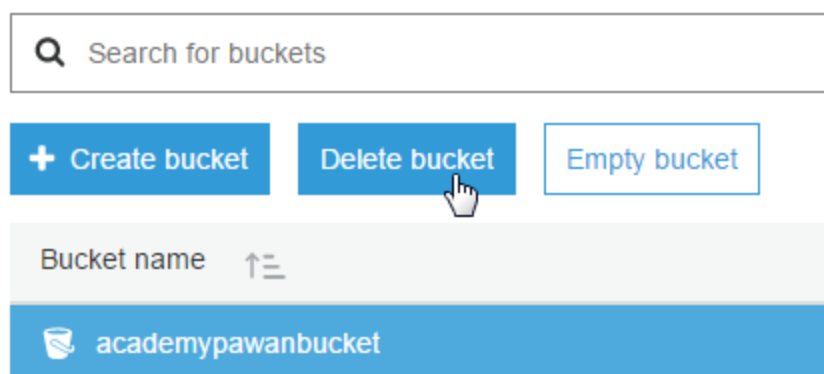 Search for buckets
Create bucket Delete bucket Empty bucket
Bucket name
academypawanbucket